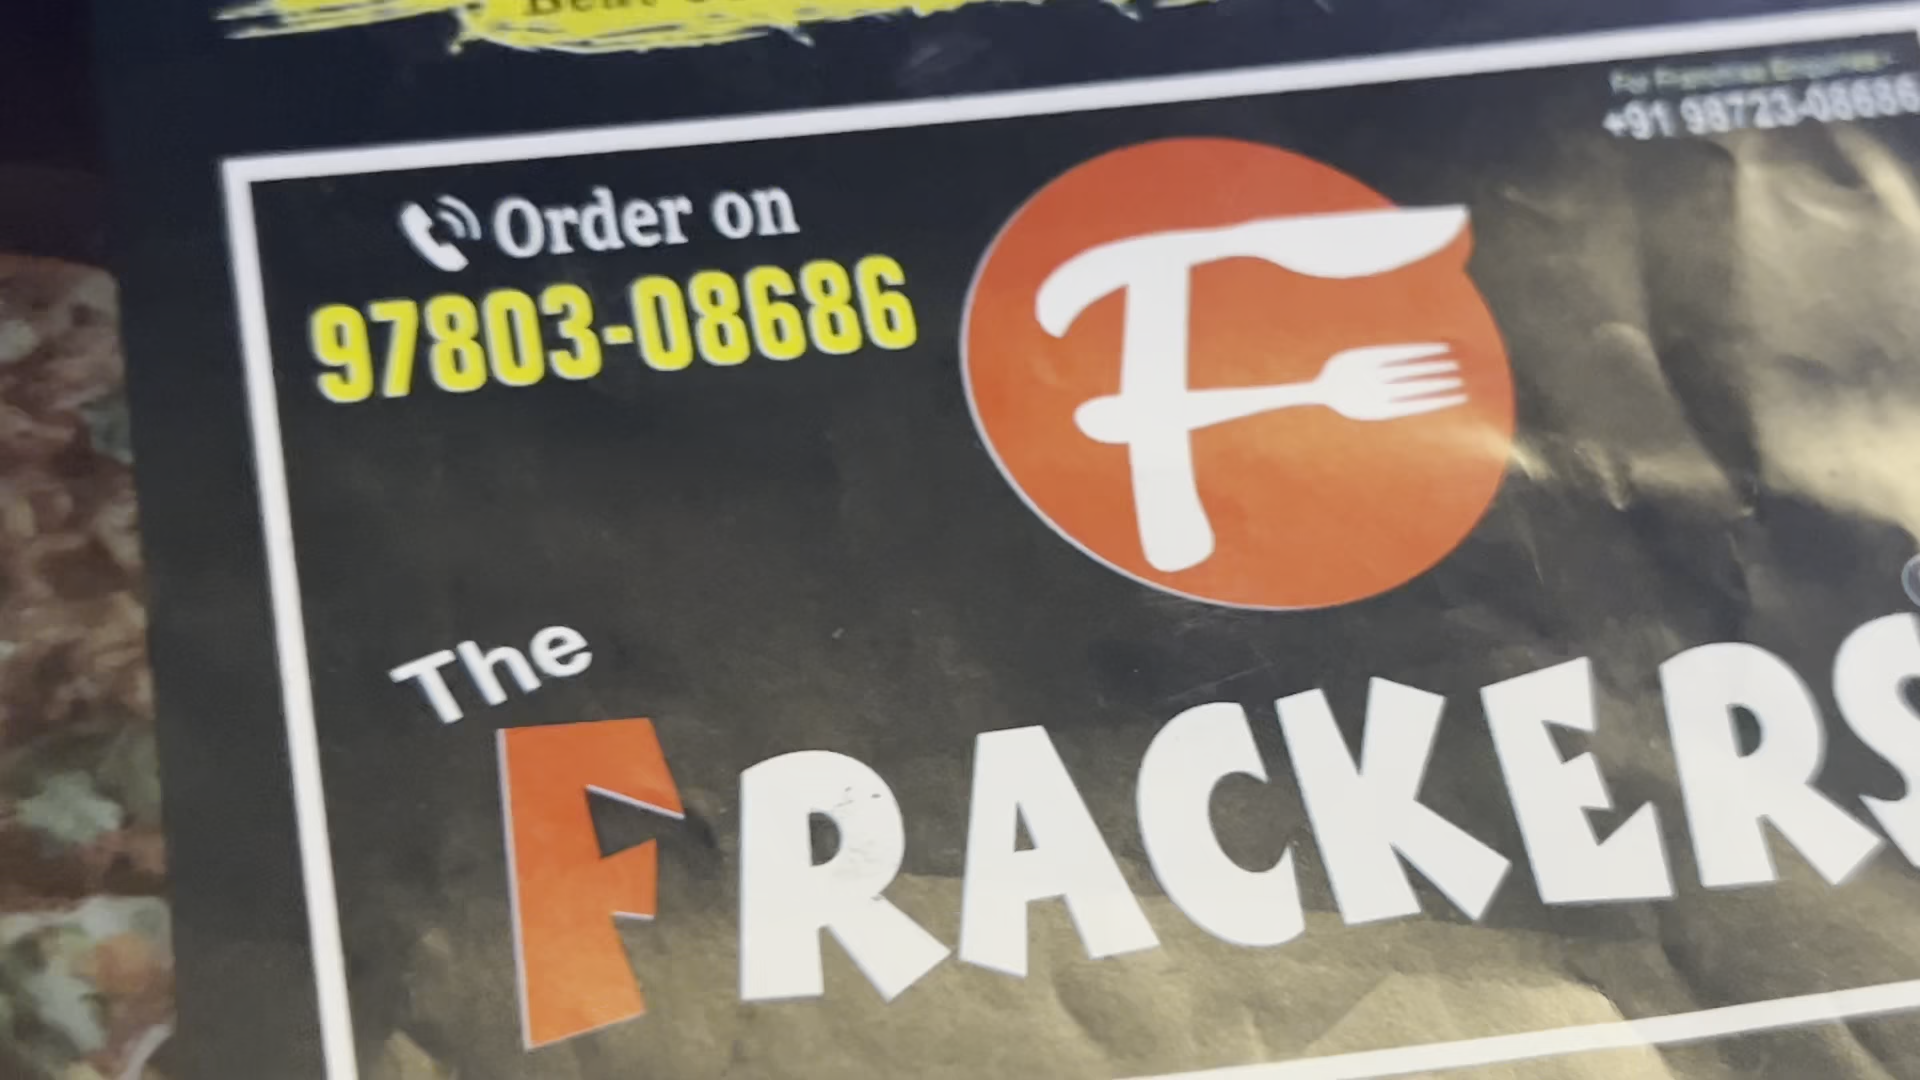 For Franchise Enquiries:-
+91 98723-08686
Order on
97803-08686
The
FRACKERS